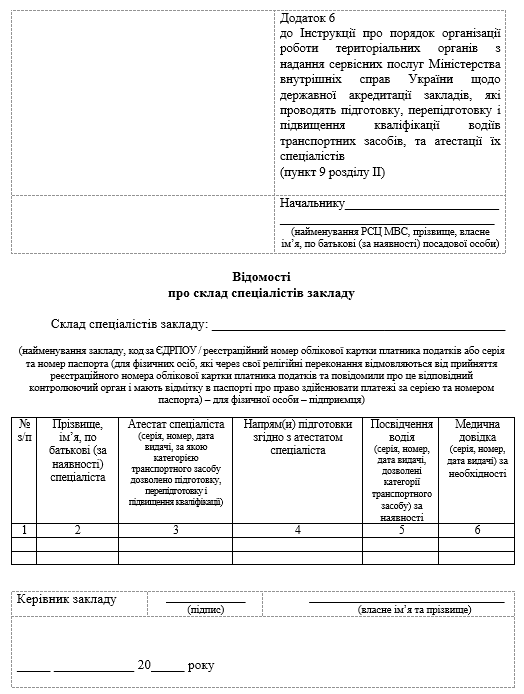 Додаток 6
до Інструкції про порядок організації
роботи територіальних органів з
надання сервісних послуг Міністерства
внутрішніх справ України щодо
державної акредитації закладів, які
проводять підготовку, перепідготовку і
підвищення кваліфікації водіїв
транспортних засобів, та атестації їх
спеціалістів
(пункт 9 розділу II)
Начальнику________________________
(найменування РСЦ МВС, прізвище, власне
ім’я, по батькові (за наявності) посадової особи)
Відомості
про склад спеціалістів закладу
Склад спеціалістів закладу: ________________________
(найменування закладу, код за ЄДРПОУ / реєстраційний номер облікової картки платника податків або серія
та номер паспорта (для фізичних осіб, які через свої релігійні переконання відмовляються від прийняття
реєстраційного номера облікової картки платника податків та повідомили про це відповідний
контролюючий орган і мають відмітку в паспорті про право здійснювати платежі за серією та номером
паспорта) – для фізичної особи – підприємця)
№
з/п
Прізвище,
ім’я, по
батькові (за
наявності)
спеціаліста
Атестат спеціаліста
(серія, номер, дата
видачі, за якою
категорією
транспортного засобу
дозволено підготовку,
перепідготовку і
підвищення кваліфікації)
Напрям(и) підготовки
згідно з атестатом
спеціаліста
Посвідчення
водія
(серія, номер,
дата видачі,
дозволені
категорії
транспортного
засобу) за
наявності
Медична
довідка
(серія, номер,
дата видачі) за
необхідності
1 2 3 4 5 6
Керівник закладу ____________ ______________________________
(підпис) (власне ім’я та прізвище)
_____ ____________ 20_____ року